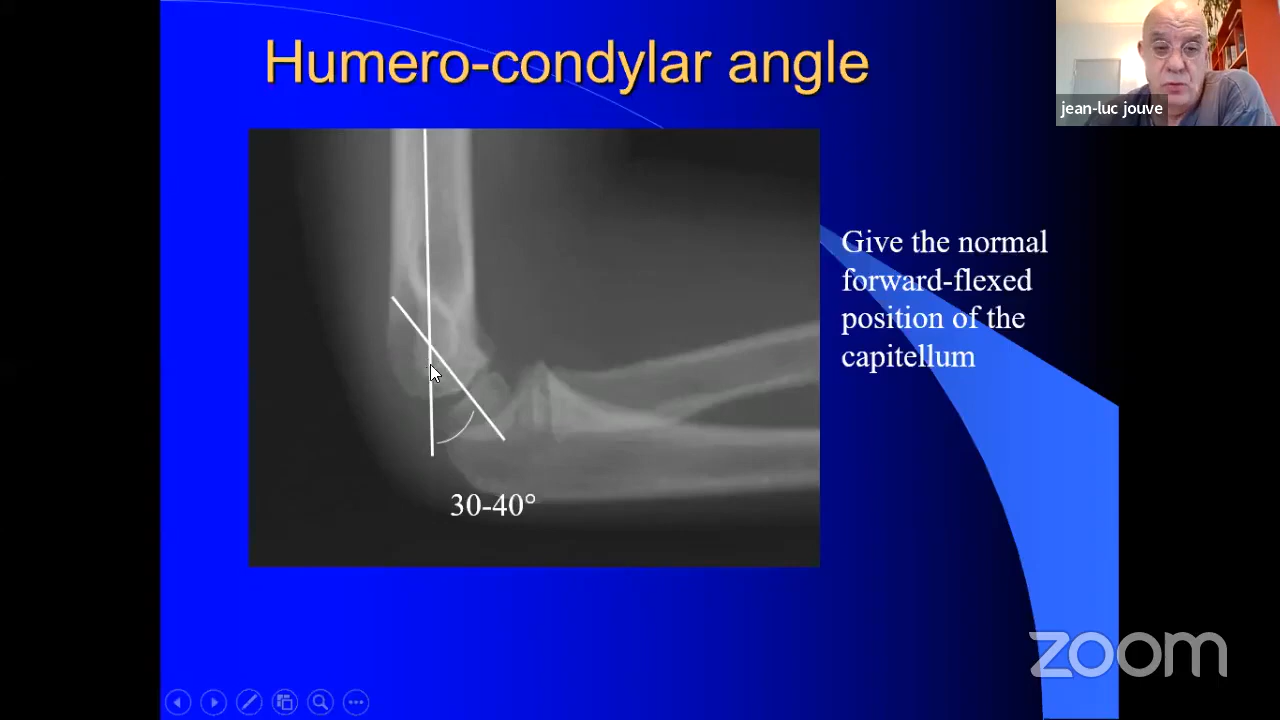 Humero-condylar angle
jean-luc jouve
Give the normal
forward-flexed
position of the
capitellum
30-40°
zoom